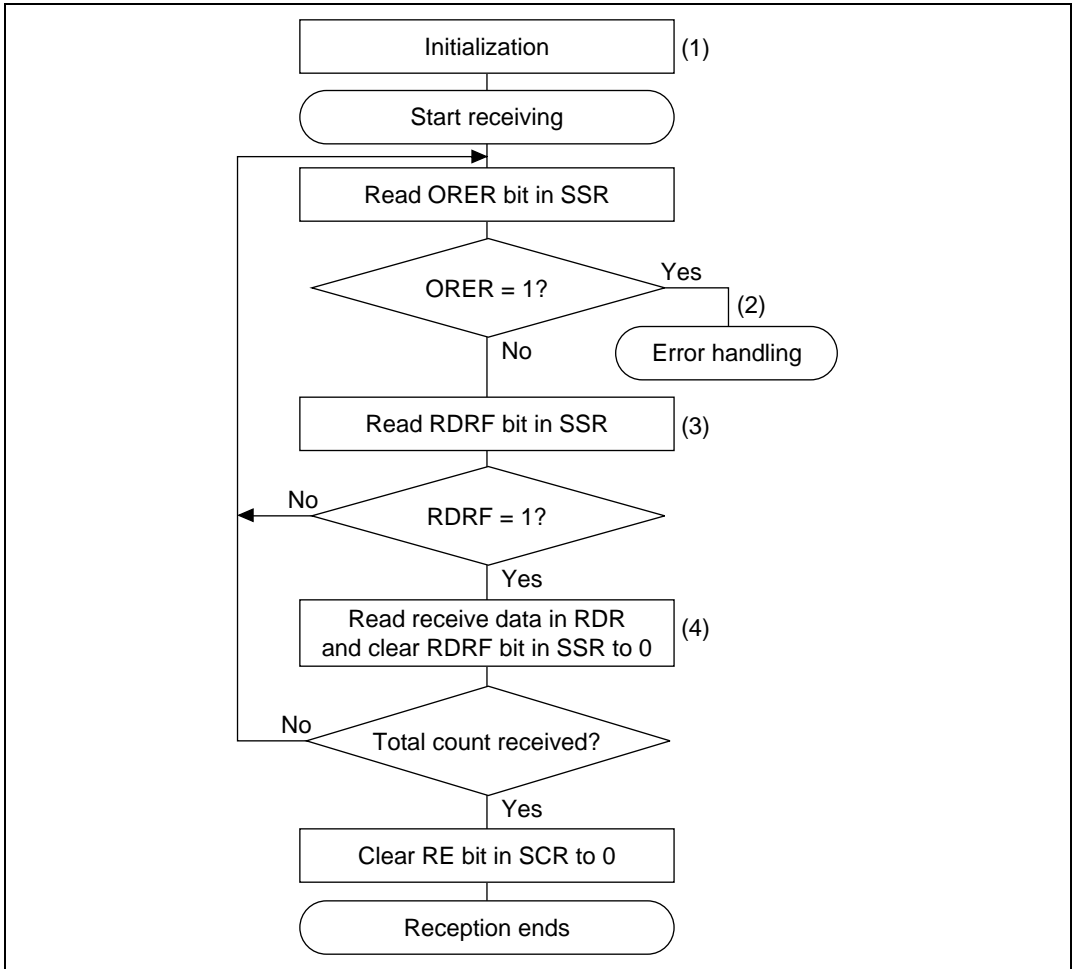 Initialization
(1)
Start receiving
Read ORER bit in SSR
ORER = 1?
Yes
(2)
Error handling
No
Read RDRF bit in SSR
(3)
No
RDRF = 1?
Yes
Read receive data in RDR
and clear RDRF bit in SSR to 0
(4)
No
Total count received?
Yes
Clear RE bit in SCR to 0
Reception ends